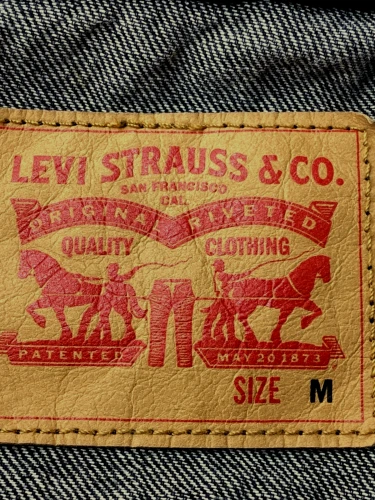 LEVI STRAUSS & CO.
SAN FRANCISCO
CAL.
ORIGINAL RIVETED
QUALITY CLOTHING
PATENTED MAY 20 1873
SIZE M